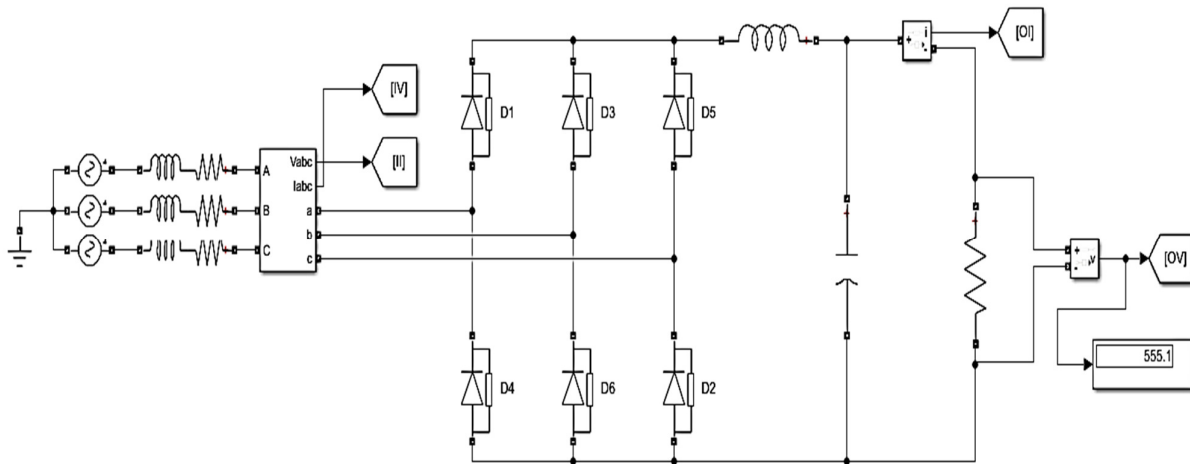 [OI]
i
+
-
[IV]
D1
D3
D5
[II]
Vabc
A
Iabc
B
a
b
C
c
+
v
-
[OV]
555.1
D4
D6
D2